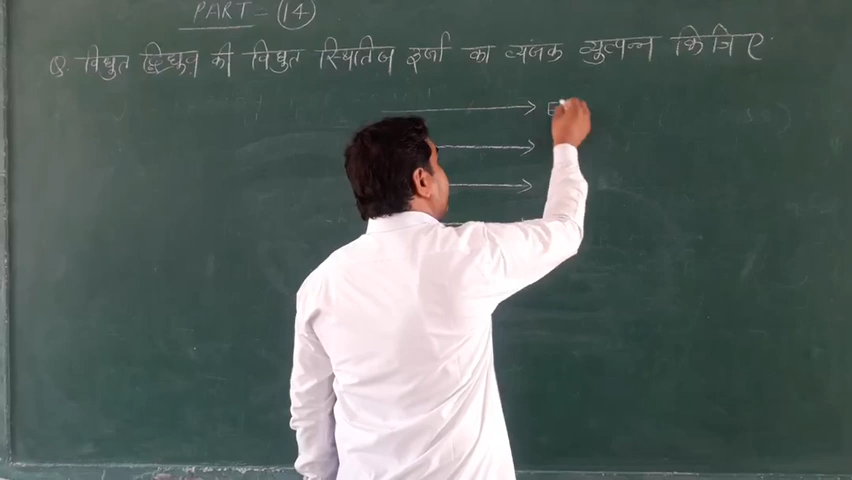 PART - (14)
Q. विधुत द्विध्रुव की विधुत स्थितिज ऊर्जा का व्यंजक व्युत्पन्न किजिए
E